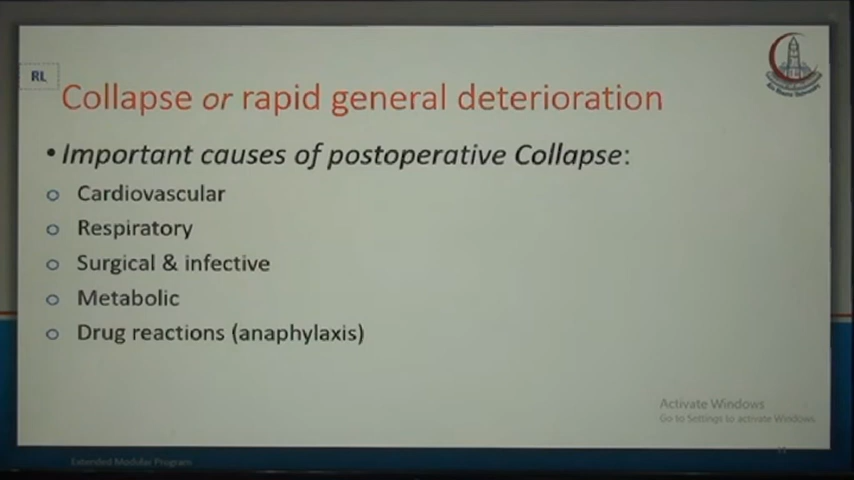 RL
Collapse or rapid general deterioration
• Important causes of postoperative Collapse:
o Cardiovascular
o Respiratory
o Surgical & infective
o Metabolic
o Drug reactions (anaphylaxis)
Activate Windows
Go to Settings to activate Windows.
Extended Modular Program